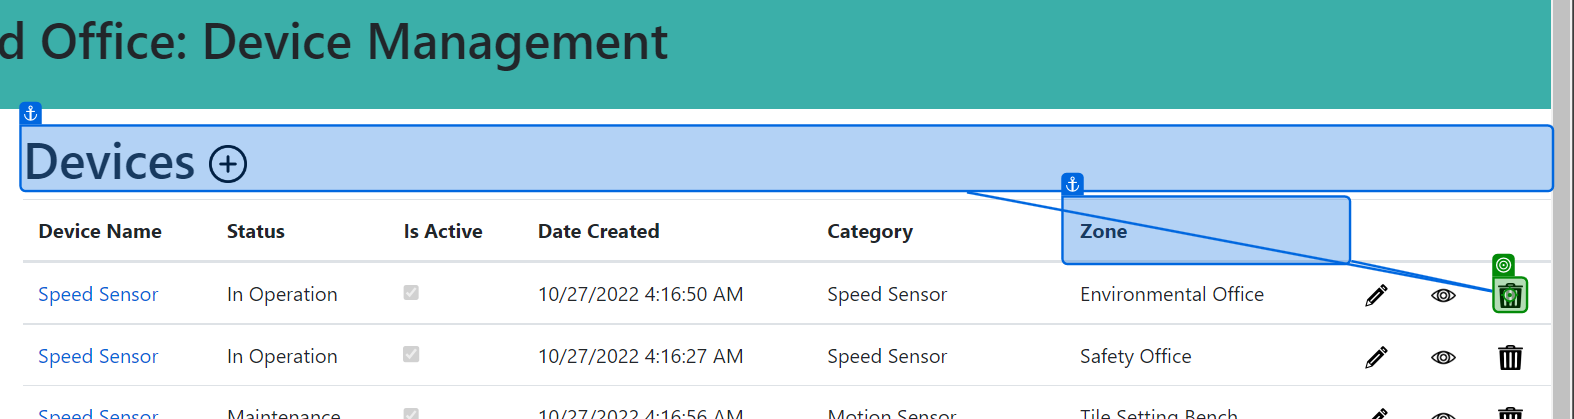 d Office: Device Management
Devices
Device Name Status Is Active Date Created Category Zone
Speed Sensor In Operation 10/27/2022 4:16:50 AM Speed Sensor Environmental Office
Speed Sensor In Operation 10/27/2022 4:16:27 AM Speed Sensor Safety Office
Speed Sensor Maintenance 10/27/2022 4:16:56 AM Motion Sensor Tile Setting Bench